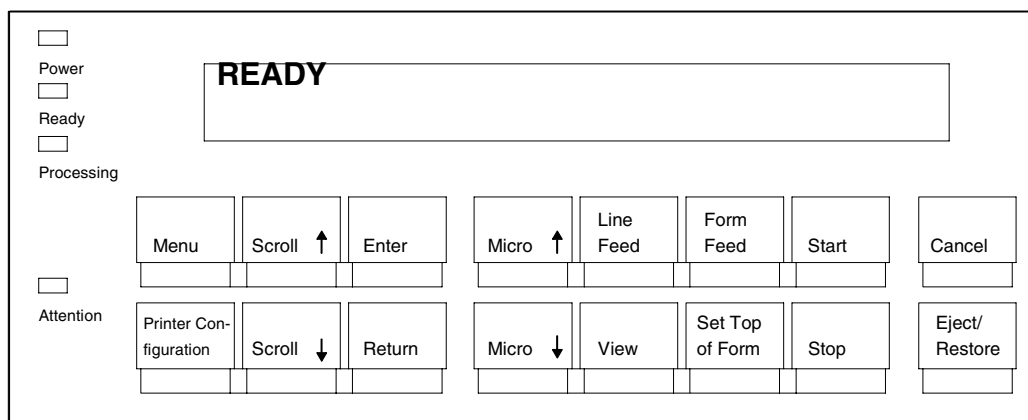 READY
Power
Ready
Processing
Attention
Menu
Scroll ↑
Enter
Micro ↑
Line
Feed
Form
Feed
Start
Cancel
Printer Con-
figuration
Scroll ↓
Return
Micro ↓
View
Set Top
of Form
Stop
Eject/
Restore